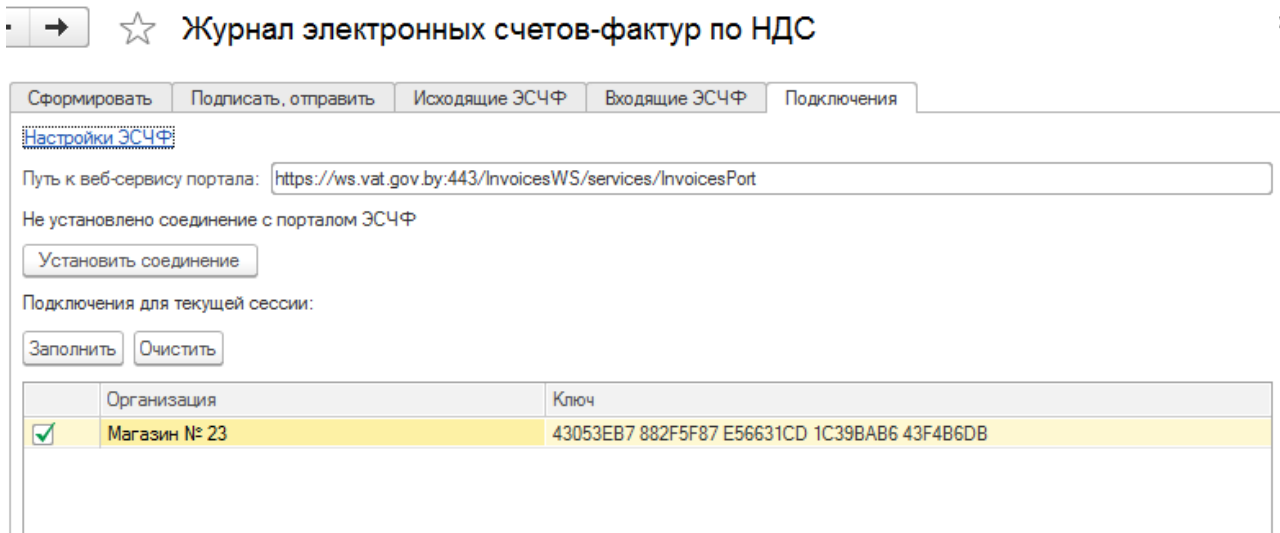 Журнал электронных счетов-фактур по НДС
Сформировать Подписать, отправить Исходящие ЭСЧФ Входящие ЭСЧФ Подключения
Настройки ЭСЧФ
Путь к веб-сервису портала: https://ws.vat.gov.by:443/InvoicesWS/services/InvoicesPort
Не установлено соединение с порталом ЭСЧФ
Установить соединение
Подключения для текущей сессии:
Заполнить Очистить
Организация Ключ
Магазин № 23 43053EB7 882F5F87 E56631CD 1C39BAB6 43F4B6DB